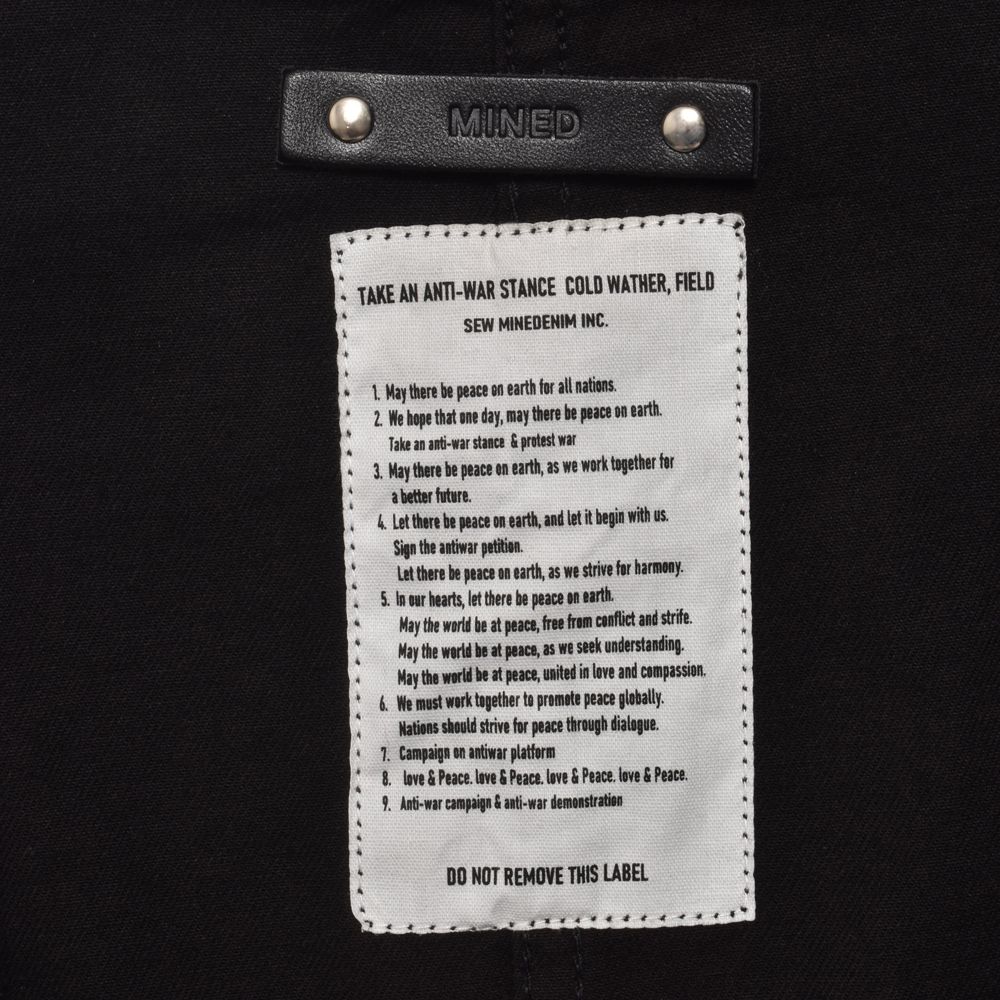 MINED
TAKE AN ANTI-WAR STANCE COLD WATHER, FIELD
SEW MINEDENIM INC.
1. May there be peace on earth for all nations.
2. We hope that one day, may there be peace on earth.
Take an anti-war stance & protest war
3. May there be peace on earth, as we work together for
a better future.
4. Let there be peace on earth, and let it begin with us.
Sign the antiwar petition.
Let there be peace on earth, as we strive for harmony.
5. In our hearts, let there be peace on earth.
May the world be at peace, free from conflict and strife.
May the world be at peace, as we seek understanding.
May the world be at peace, united in love and compassion.
6. We must work together to promote peace globally.
Nations should strive for peace through dialogue.
7. Campaign on antiwar platform
8. love & Peace. love & Peace. love & Peace. love & Peace.
9. Anti-war campaign & anti-war demonstration
DO NOT REMOVE THIS LABEL